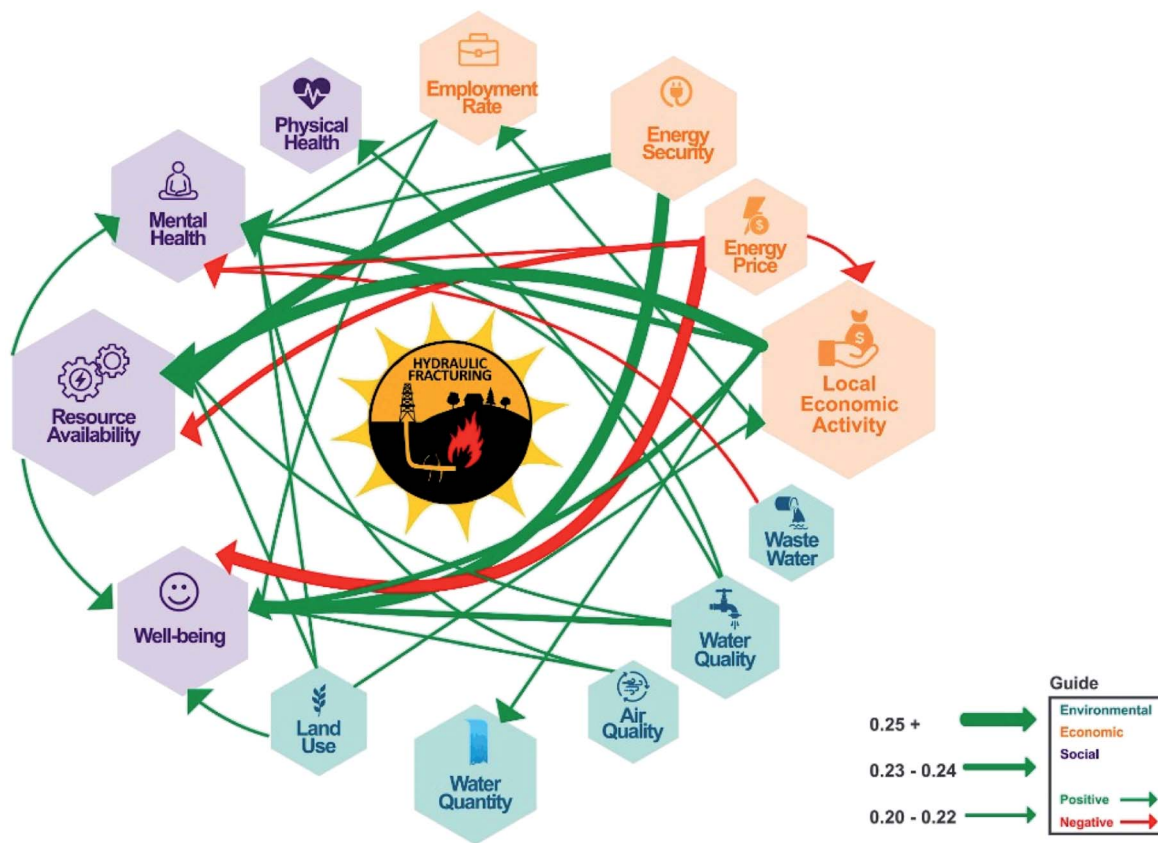 Employment
Rate
Physical
Health
Energy
Security
Mental
Health
$
Energy
Price
HYDRAULIC
FRACTURING
$
Local
Economic
Activity
Resource
Availability
Waste
Water
Well-being
Water
Quality
Land
Use
Air
Quality
Water
Quantity
Guide
0.25 +
Environmental
Economic
0.23 - 0.24
Social
0.20 - 0.22
Positive
Negative